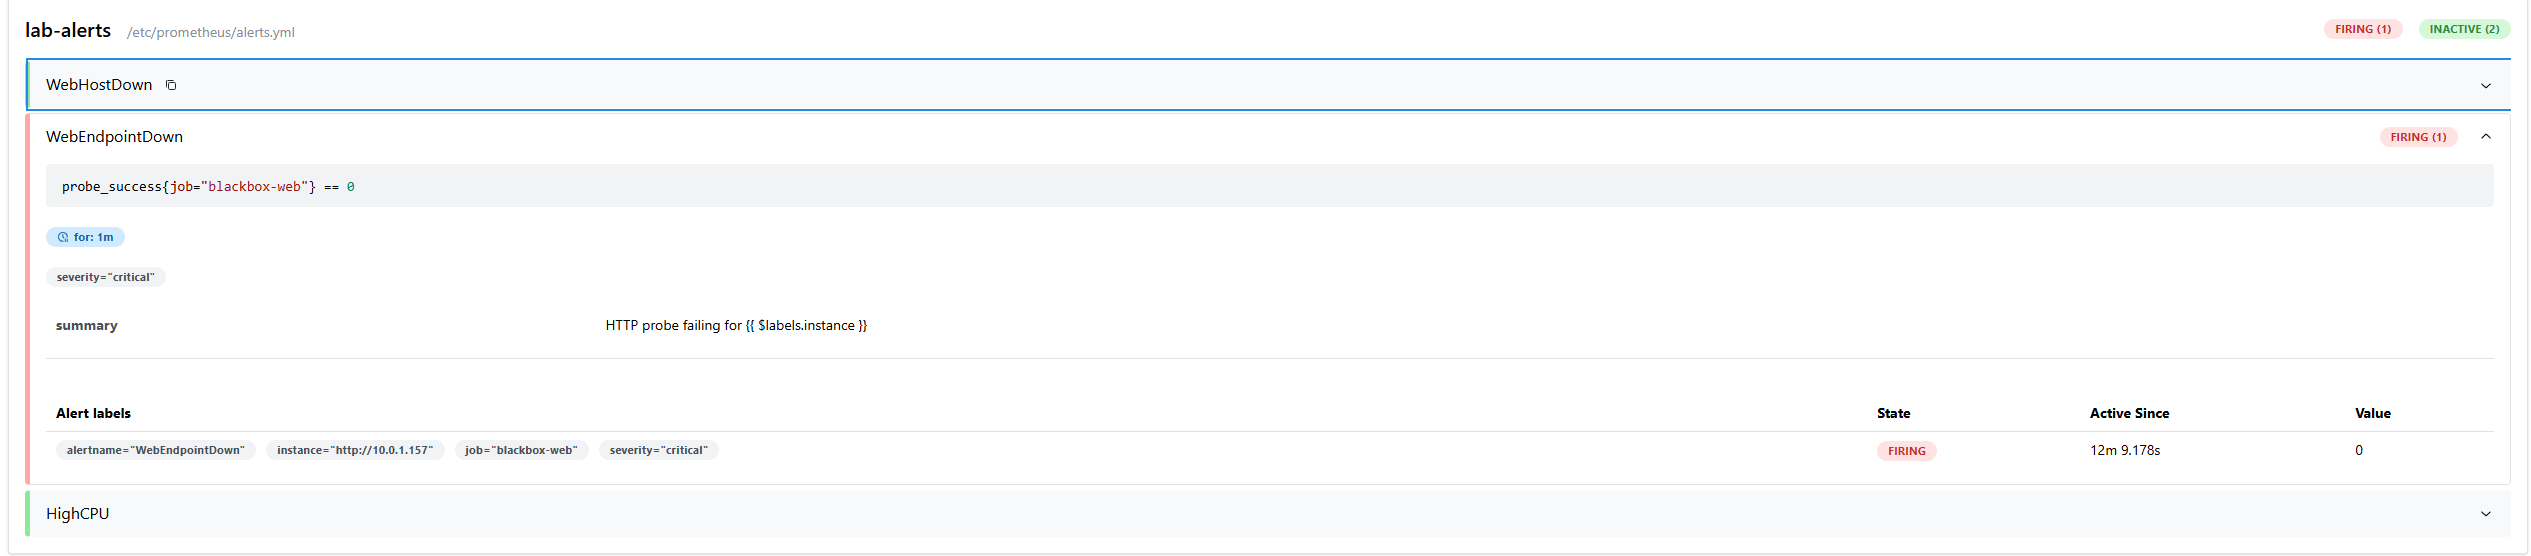 lab-alerts /etc/prometheus/alerts.yml FIRING (1) INACTIVE (2)
WebHostDown
WebEndpointDown FIRING (1)
probe_success{job="blackbox-web"} == 0
for: 1m
severity="critical"
summary HTTP probe failing for {{ $labels.instance }}
Alert labels State Active Since Value
alertname="WebEndpointDown" instance="http://10.0.1.157" job="blackbox-web" severity="critical" FIRING 12m 9.178s 0
HighCPU